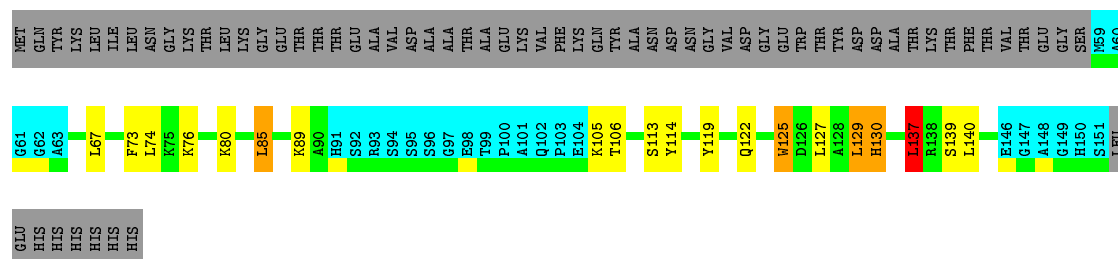 MET GLN TYR LYS LEU ILE LEU ASN GLY LYS THR LEU LYS GLY GLU THR THR THR GLU ALA VAL ASP ALA ALA THR ALA GLU LYS VAL PHE LYS GLN TYR ALA ASN ASP ASN GLY VAL ASP GLY GLU TRP THR TYR ASP ASP ALA THR LYS THR PHE THR VAL THR GLU GLY SER M59 A60
G61 G62 A63 L67 F73 L74 K75 K76 K80 L85 K89 A90 H91 S92 R93 S94 S95 S96 G97 E98 T99 P100 A101 Q102 P103 E104 K105 T106 S113 Y114 Y119 Q122 W125 D126 L127 A128 L129 H130 L137 R138 S139 L140 E146 G147 A148 G149 H150 S151 LEU
GLU HIS HIS HIS HIS HIS HIS